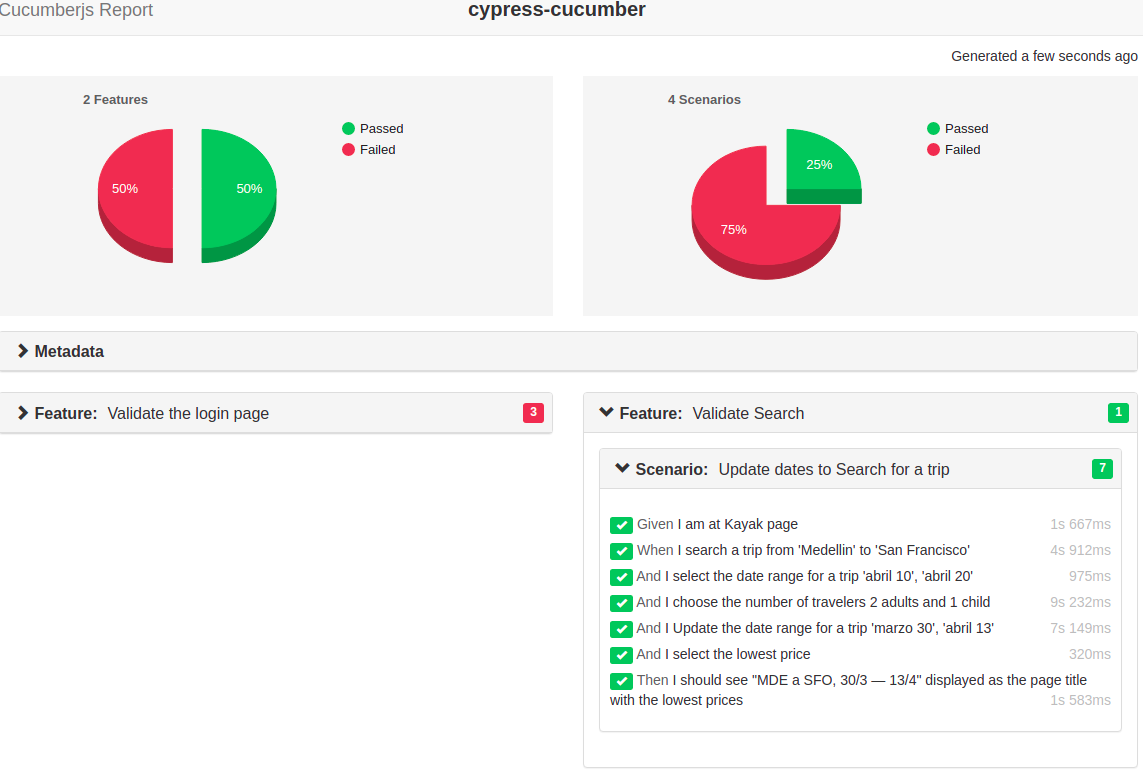 Cucumberjs Report
cypress-cucumber
Generated a few seconds ago
2 Features
Passed
Failed
50%
50%
4 Scenarios
Passed
Failed
25%
75%
Metadata
Feature: Validate the login page 3
Feature: Validate Search 1
Scenario: Update dates to Search for a trip 7
Given I am at Kayak page 1s 667ms
When I search a trip from 'Medellin' to 'San Francisco' 4s 912ms
And I select the date range for a trip 'abril 10', 'abril 20' 975ms
And I choose the number of travelers 2 adults and 1 child 9s 232ms
And I Update the date range for a trip 'marzo 30', 'abril 13' 7s 149ms
And I select the lowest price 320ms
Then I should see "MDE a SFO, 30/3 — 13/4" displayed as the page title
with the lowest prices 1s 583ms